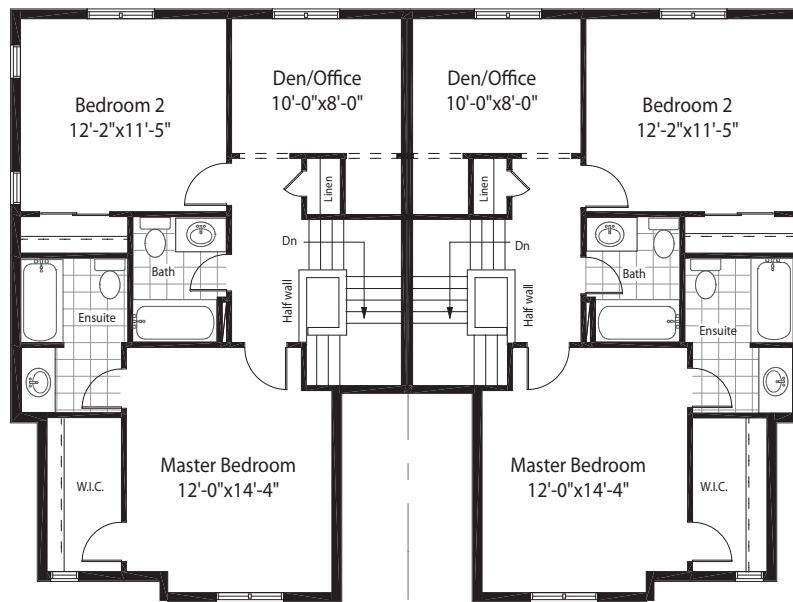 Bedroom 2
12'-2"x11'-5"
Den/Office
10'-0"x8'-0"
Den/Office
10'-0"x8'-0"
Bedroom 2
12'-2"x11'-5"
Linen
Linen
Dn
Dn
Bath
Bath
Ensuite
Half wall
Half wall
Ensuite
Master Bedroom
12'-0"x14'-4"
Master Bedroom
12'-0"x14'-4"
W.I.C.
W.I.C.